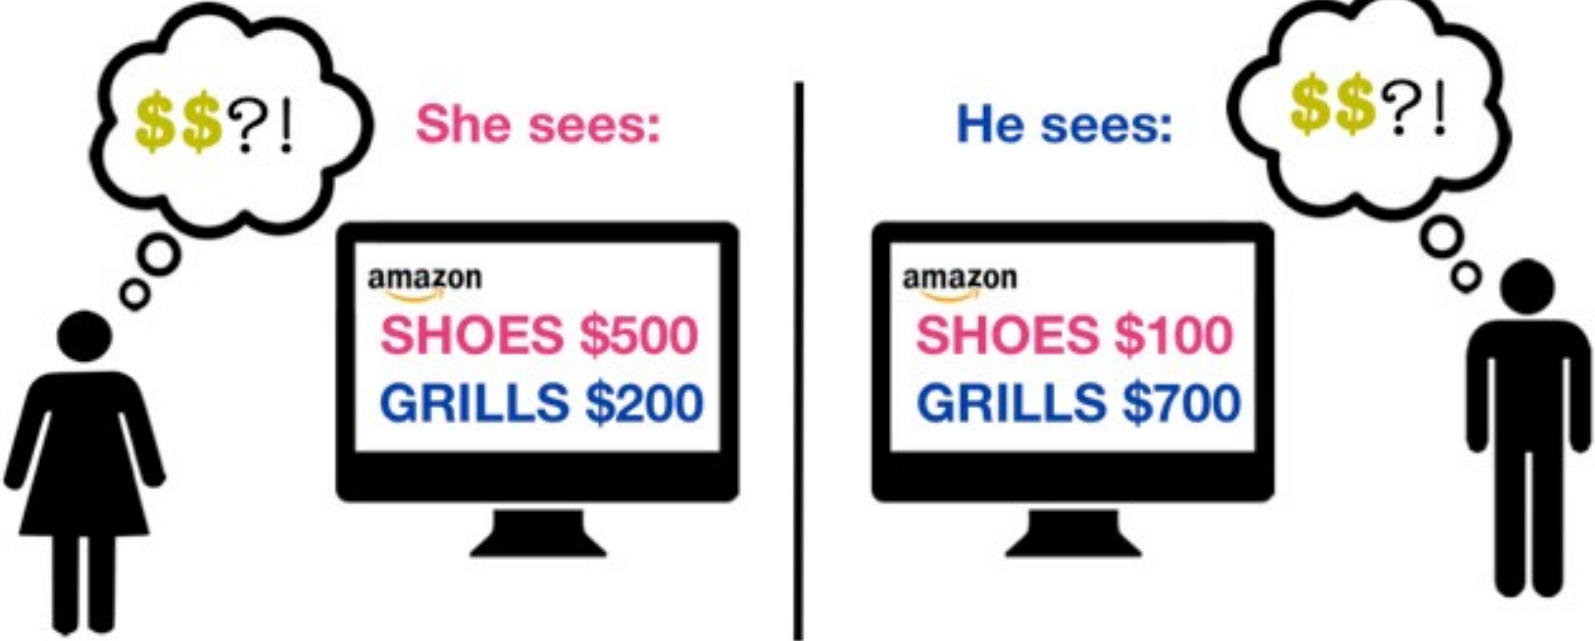 $$?!
She sees:
amazon
SHOES $500
GRILLS $200
He sees:
$$?!
amazon
SHOES $100
GRILLS $700